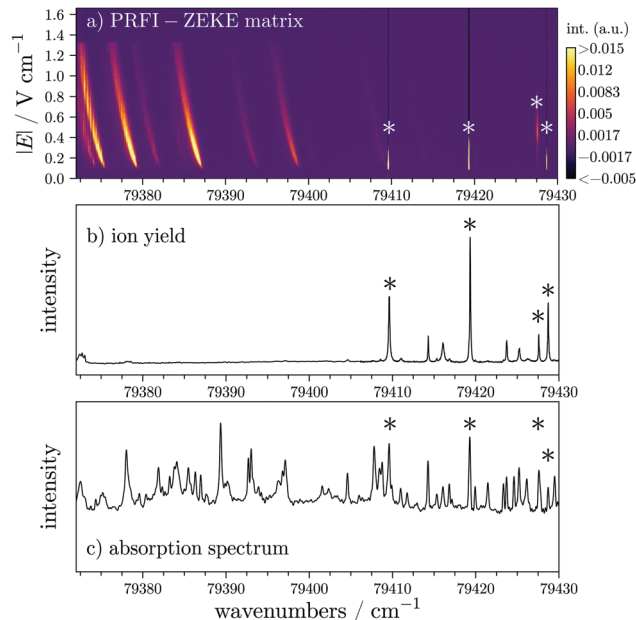 a) PRFI − ZEKE matrix
int. (a.u.)
>0.015
0.012
0.0083
0.005
0.0017
−0.0017
<−0.005
|E| / V cm⁻¹
1.6
1.4
1.2
1.0
0.8
0.6
0.4
0.2
0.0
* * * *
79380 79390 79400 79410 79420 79430
b) ion yield
intensity
* * * *
79380 79390 79400 79410 79420 79430
intensity
* * * *
c) absorption spectrum
79380 79390 79400 79410 79420 79430
wavenumbers / cm⁻¹